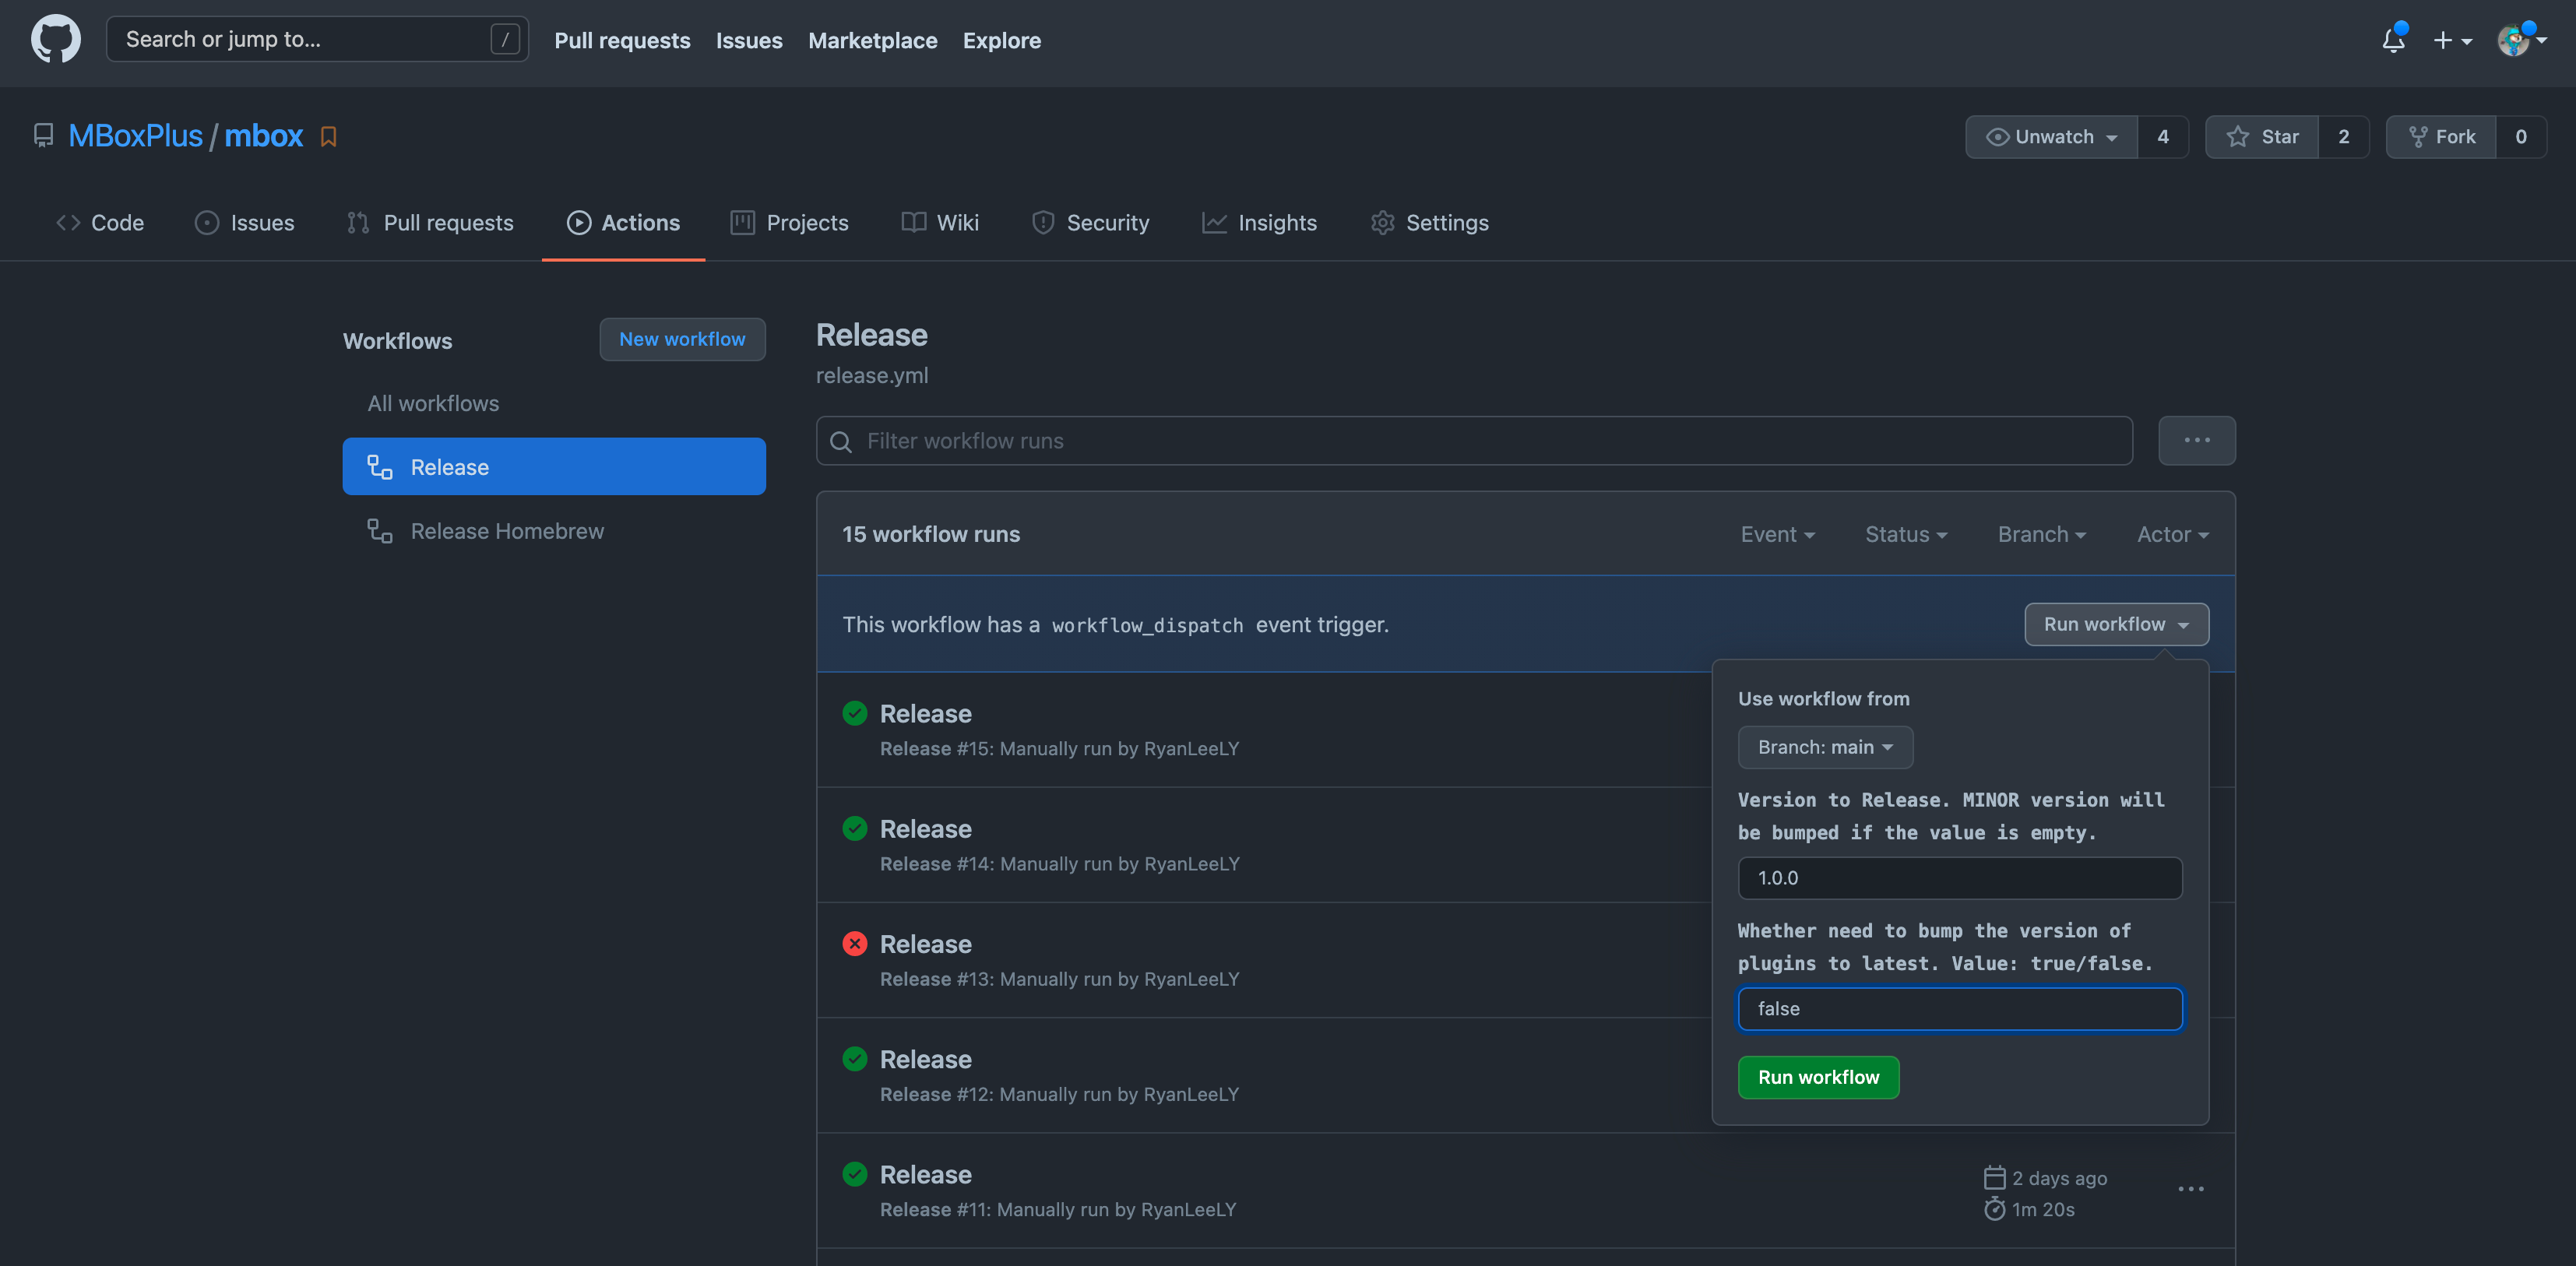 Search or jump to... / Pull requests Issues Marketplace Explore
MBoxPlus / mbox Unwatch 4 Star 2 Fork 0
Code Issues Pull requests Actions Projects Wiki Security Insights Settings
Workflows New workflow
All workflows
Release
Release Homebrew
Release
release.yml
Filter workflow runs ...
15 workflow runs Event Status Branch Actor
This workflow has a workflow_dispatch event trigger. Run workflow
Use workflow from
Branch: main
Version to Release. MINOR version will
be bumped if the value is empty.
1.0.0
Whether need to bump the version of
plugins to latest. Value: true/false.
false
Run workflow
Release
Release #15: Manually run by RyanLeeLY
Release
Release #14: Manually run by RyanLeeLY
Release
Release #13: Manually run by RyanLeeLY
Release
Release #12: Manually run by RyanLeeLY
Release
Release #11: Manually run by RyanLeeLY
2 days ago ...
1m 20s